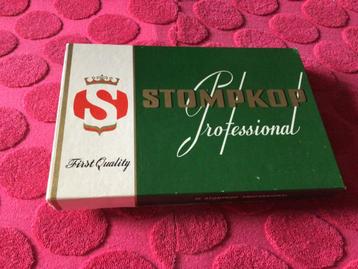 S
STOMPKOP
Professional
First Quality